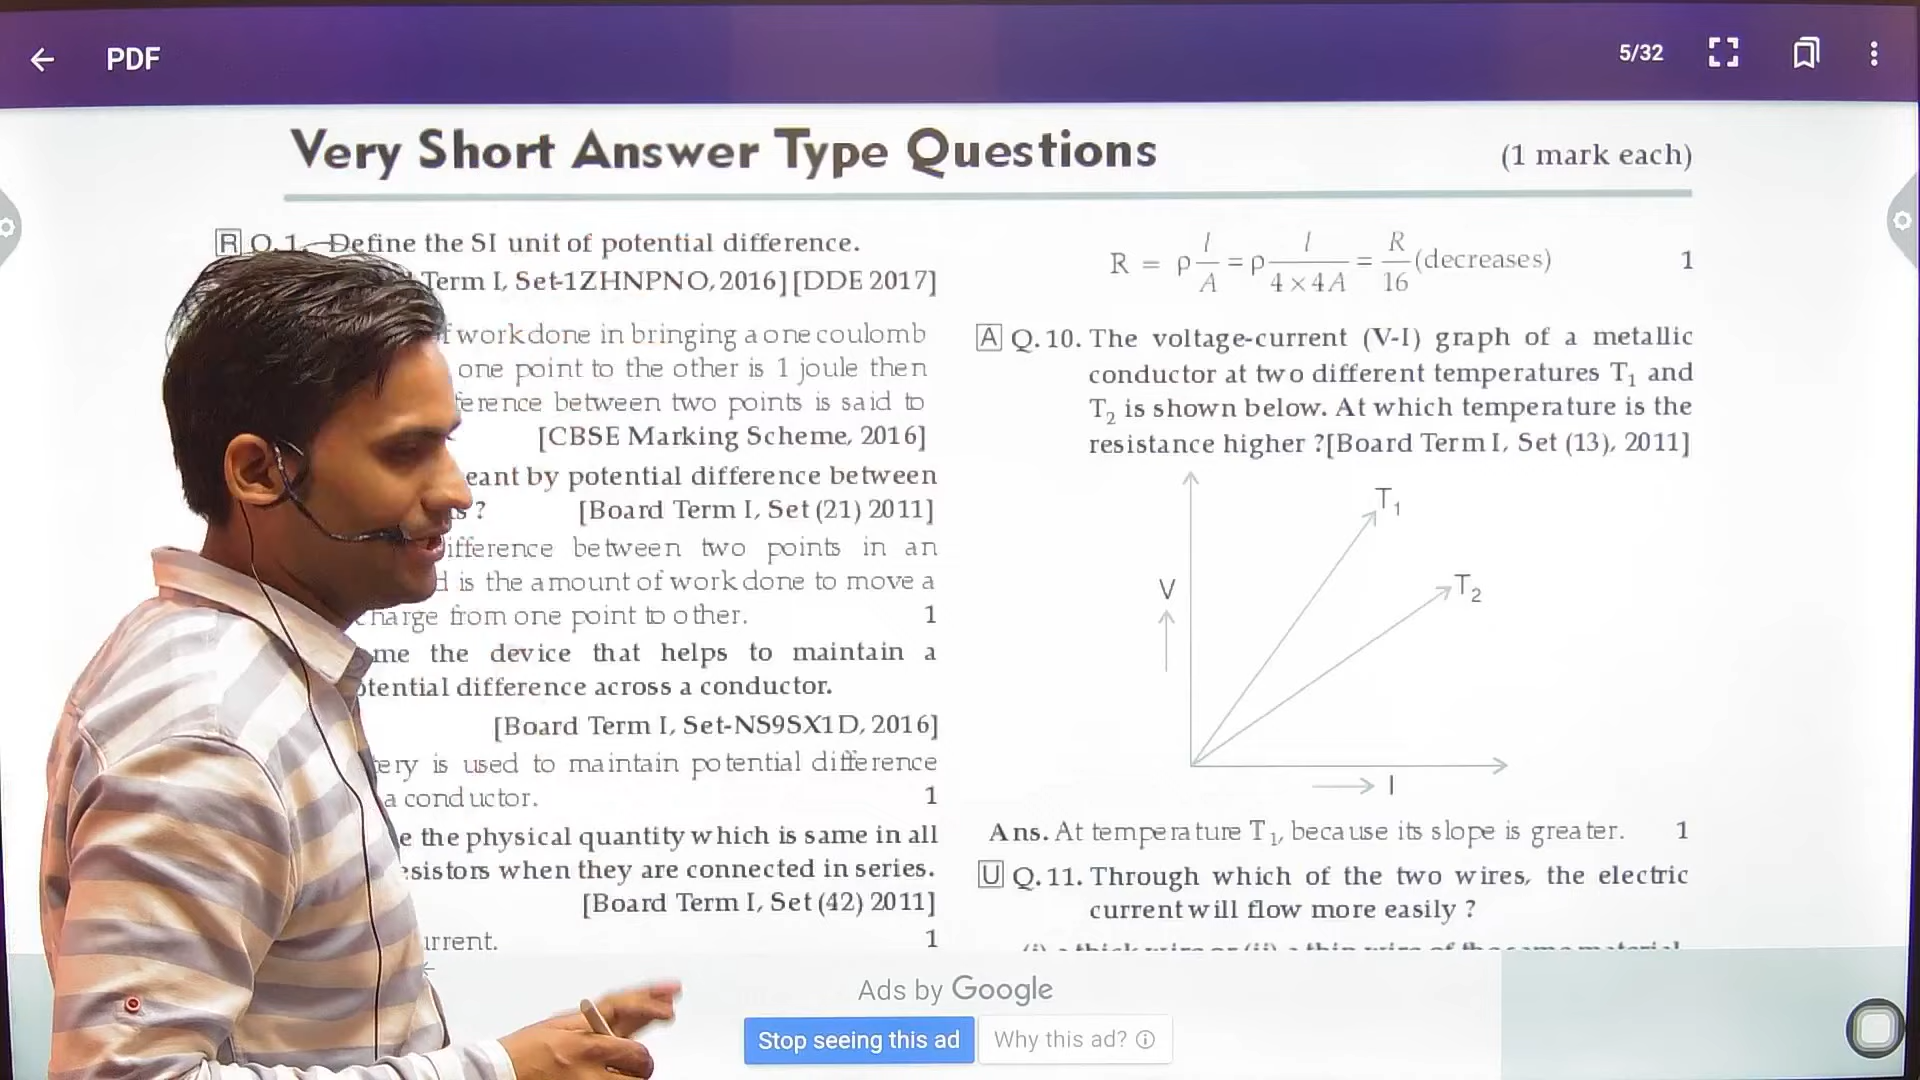 PDF
5/32
Very Short Answer Type Questions
(1 mark each)
R Q. 1. Define the SI unit of potential difference.
Term I, Set-1ZHNPNO, 2016] [DDE 2017]
work done in bringing a one coulomb
one point to the other is 1 joule then
between two points is said to
[CBSE Marking Scheme, 2016]
by potential difference between
? [Board Term I, Set (21) 2011]
between two points in an
is the amount of work done to move a
from one point to other. 1
the device that helps to maintain a
difference across a conductor.
[Board Term I, Set-NS9SX1D, 2016]
is used to maintain potential difference
a conductor. 1
the physical quantity which is same in all
when they are connected in series.
[Board Term I, Set (42) 2011]
1
R = ρ l/A = ρ l/4 × 4A = R/16 (decreases) 1
A Q. 10. The voltage-current (V-I) graph of a metallic
conductor at two different temperatures T1 and
T2 is shown below. At which temperature is the
resistance higher ?[Board Term I, Set (13), 2011]
T1
T2
V
I
Ans. At temperature T1, because its slope is greater. 1
U Q. 11. Through which of the two wires, the electric
current will flow more easily ?
Ads by Google
Stop seeing this ad
Why this ad?